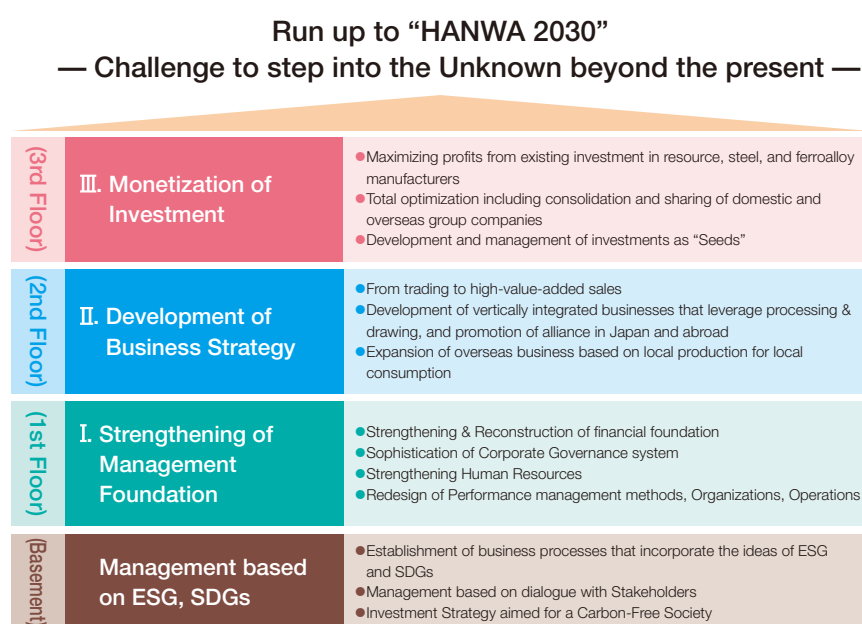 Run up to “HANWA 2030”
— Challenge to step into the Unknown beyond the present —
(3rd Floor)
Ⅲ. Monetization of
Investment
●Maximizing profits from existing investment in resource, steel, and ferroalloy
manufacturers
●Total optimization including consolidation and sharing of domestic and
overseas group companies
●Development and management of investments as “Seeds”
(2nd Floor)
Ⅱ. Development of
Business Strategy
●From trading to high-value-added sales
●Development of vertically integrated businesses that leverage processing &
drawing, and promotion of alliance in Japan and abroad
●Expansion of overseas business based on local production for local
consumption
(1st Floor)
Ⅰ. Strengthening of
Management
Foundation
●Strengthening & Reconstruction of financial foundation
●Sophistication of Corporate Governance system
●Strengthening Human Resources
●Redesign of Performance management methods, Organizations, Operations
(Basement)
Management based
on ESG, SDGs
●Establishment of business processes that incorporate the ideas of ESG
and SDGs
●Management based on dialogue with Stakeholders
●Investment Strategy aimed for a Carbon-Free Society